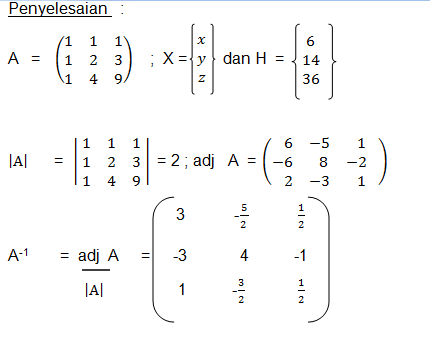 Penyelesaian :
1 1 1 x 6
A = 1 2 3 ; X = y dan H = 14
1 4 9 z 36
1 1 1 6 −5 1
|A| = 1 2 3 = 2 ; adj A = −6 8 −2
1 4 9 2 −3 1
3 -5/2 1/2
A-1 = adj A = -3 4 -1
|A| 1 -3/2 1/2